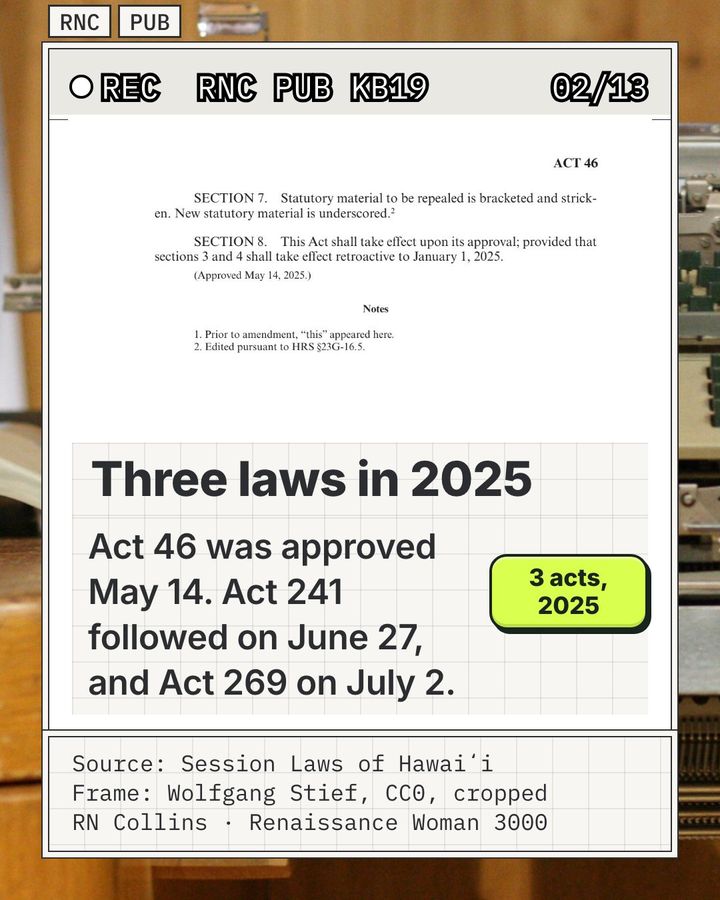 RNC PUB
REC RNC PUB KB19 02/13
ACT 46
SECTION 7. Statutory material to be repealed is bracketed and strick-
en. New statutory material is underscored.²
SECTION 8. This Act shall take effect upon its approval; provided that
sections 3 and 4 shall take effect retroactive to January 1, 2025.
(Approved May 14, 2025.)
Notes
1. Prior to amendment, “this” appeared here.
2. Edited pursuant to HRS §23G-16.5.
Three laws in 2025
Act 46 was approved
May 14. Act 241
followed on June 27,
and Act 269 on July 2.
3 acts,
2025
Source: Session Laws of Hawaiʻi
Frame: Wolfgang Stief, CC0, cropped
RN Collins · Renaissance Woman 3000